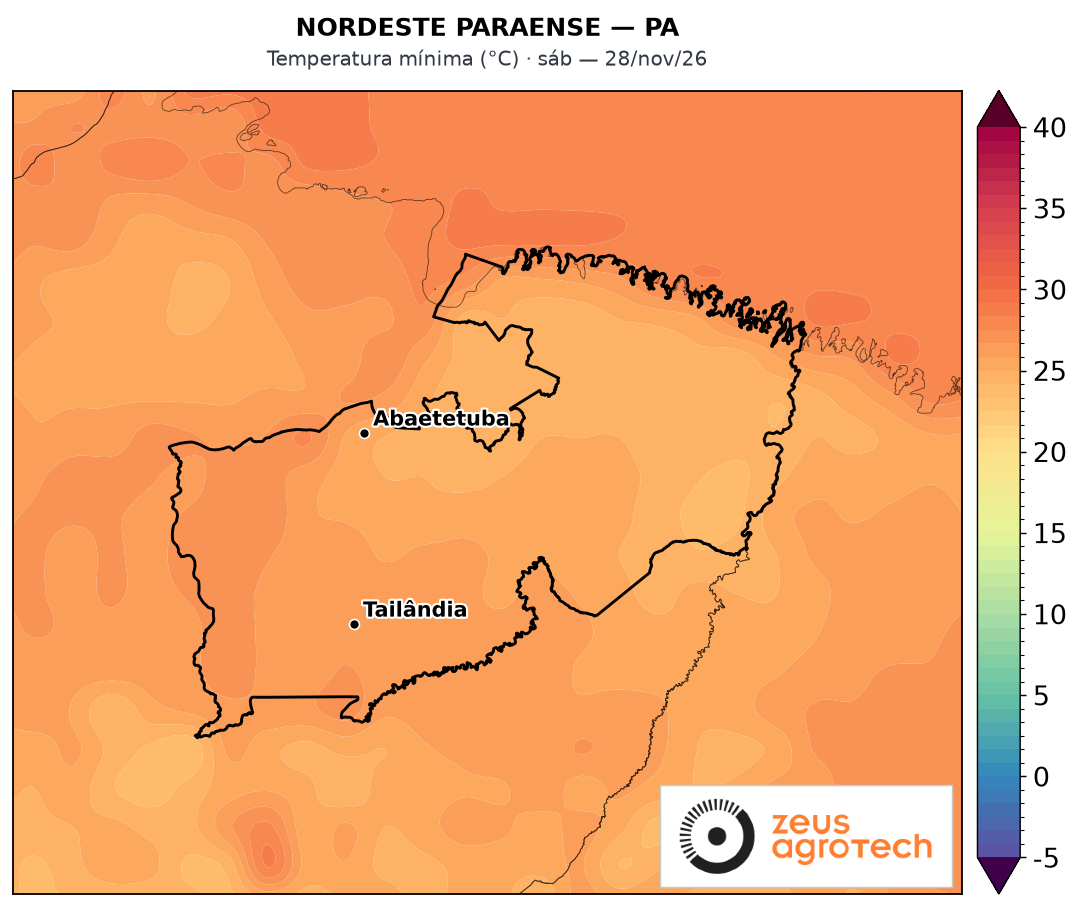 NORDESTE PARAENSE — PA
Temperatura mínima (°C) · sáb — 28/nov/26
40
35
30
25
20
15
10
5
0
-5
Abaetetuba
Tailândia
zeus
agrotech